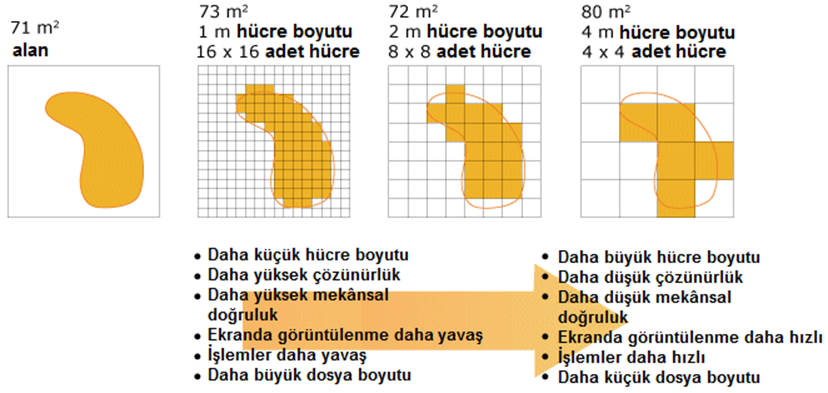 71 m²
alan
73 m²
1 m hücre boyutu
16 x 16 adet hücre
72 m²
2 m hücre boyutu
8 x 8 adet hücre
80 m²
4 m hücre boyutu
4 x 4 adet hücre
• Daha küçük hücre boyutu
• Daha yüksek çözünürlük
• Daha yüksek mekânsal
doğruluk
• Ekranda görüntülenme daha yavaş
• İşlemler daha yavaş
• Daha büyük dosya boyutu
• Daha büyük hücre boyutu
• Daha düşük çözünürlük
• Daha düşük mekânsal
doğruluk
• Ekranda görüntülenme daha hızlı
• İşlemler daha hızlı
• Daha küçük dosya boyutu